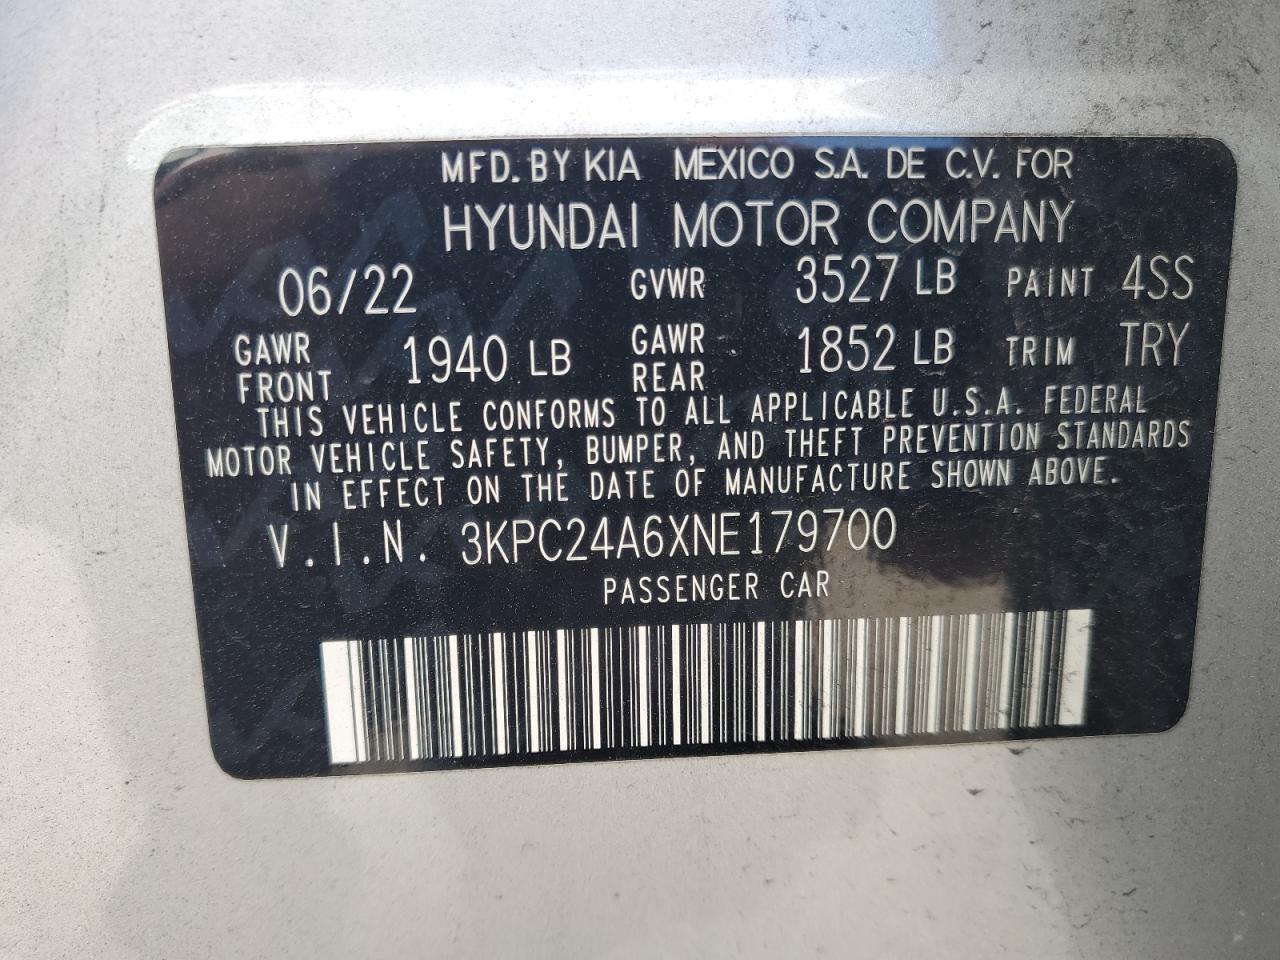 MFD. BY KIA MEXICO S.A. DE C.V. FOR
HYUNDAI MOTOR COMPANY
06/22 GVWR 3527 LB PAINT 4SS
GAWR FRONT 1940 LB GAWR REAR 1852 LB TRIM TRY
THIS VEHICLE CONFORMS TO ALL APPLICABLE U.S.A. FEDERAL
MOTOR VEHICLE SAFETY, BUMPER, AND THEFT PREVENTION STANDARDS
IN EFFECT ON THE DATE OF MANUFACTURE SHOWN ABOVE.
V.I.N. 3KPC24A6XNE179700
PASSENGER CAR